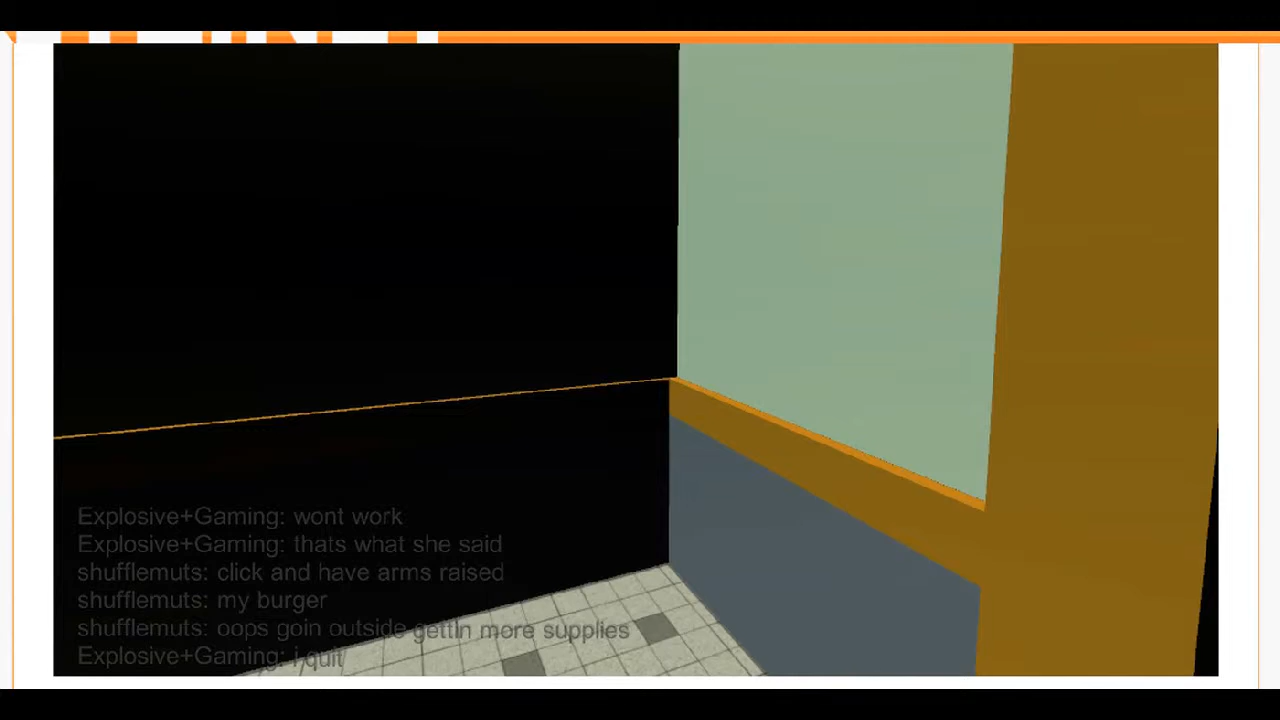 Explosive+Gaming: wont work
Explosive+Gaming: thats what she said
shufflemuts: click and have arms raised
shufflemuts: my burger
shufflemuts: oops goin outside gettin more supplies
Explosive+Gaming: i quit